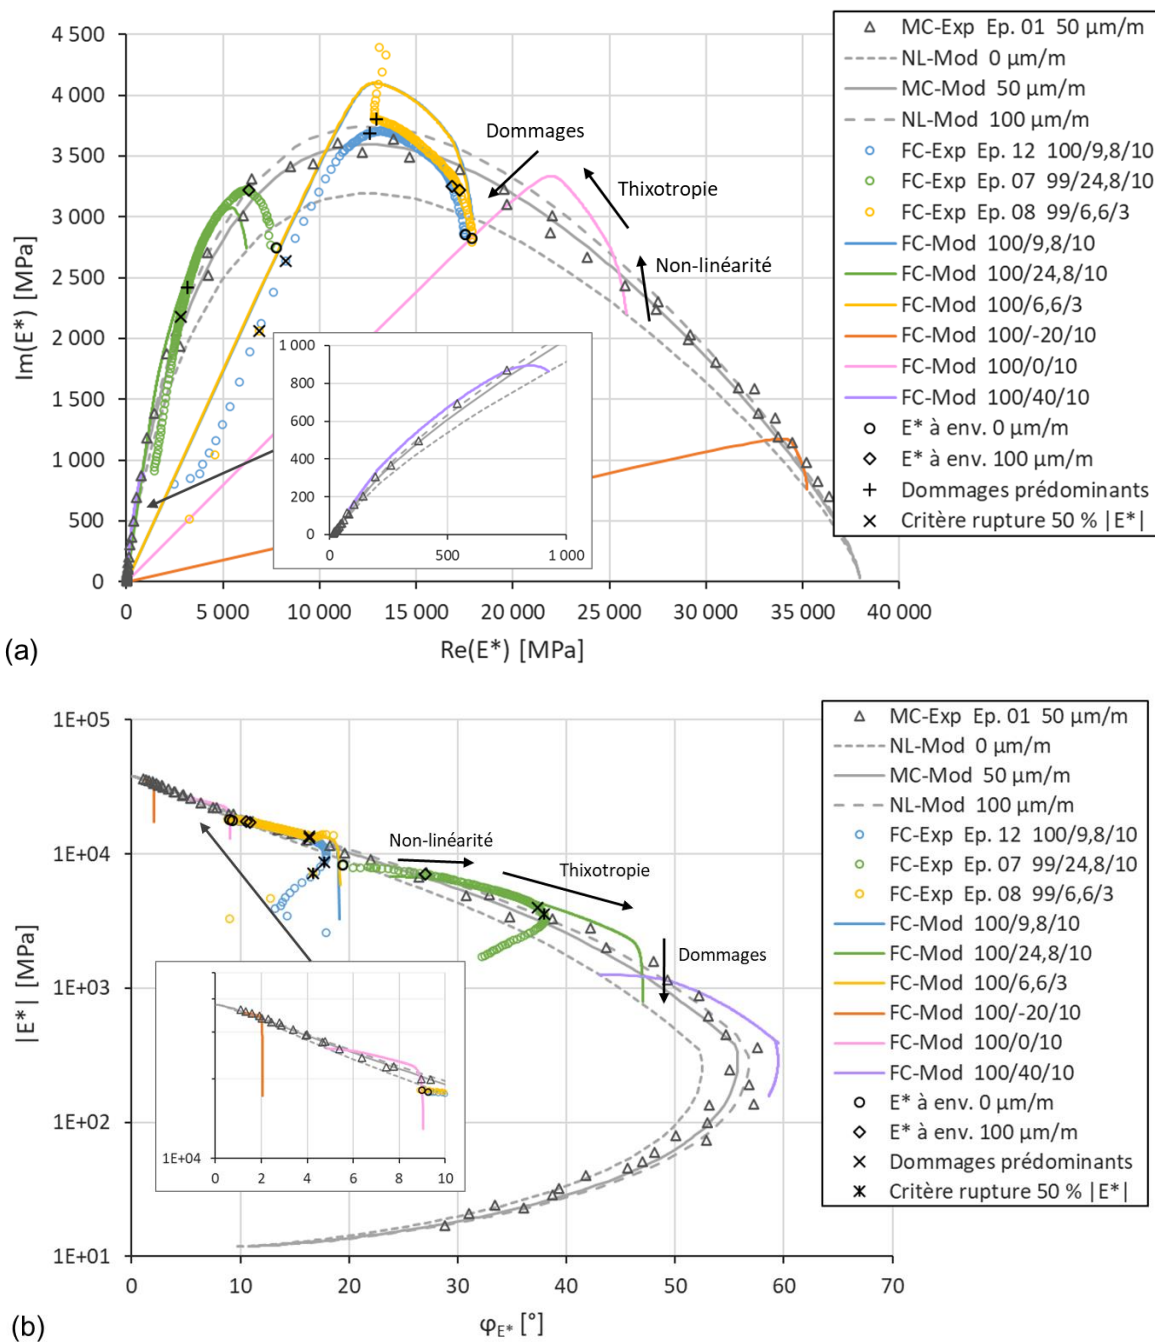 4 500
4 000
3 500
3 000
2 500
2 000
1 500
1 000
500
0
Im(E*) [MPa]
0
5 000
10 000
15 000
20 000
25 000
30 000
35 000
40 000
Re(E*) [MPa]
(a)
Dommages
Thixotropie
Non-linéarité
1 000
800
600
400
200
0
0
500
1 000
MC-Exp Ep. 01 50 µm/m
NL-Mod 0 µm/m
MC-Mod 50 µm/m
NL-Mod 100 µm/m
FC-Exp Ep. 12 100/9,8/10
FC-Exp Ep. 07 99/24,8/10
FC-Exp Ep. 08 99/6,6/3
FC-Mod 100/9,8/10
FC-Mod 100/24,8/10
FC-Mod 100/6,6/3
FC-Mod 100/-20/10
FC-Mod 100/0/10
FC-Mod 100/40/10
E* à env. 0 µm/m
E* à env. 100 µm/m
Dommages prédominants
Critère rupture 50 % |E*|
1E+05
1E+04
1E+03
1E+02
1E+01
|E*| [MPa]
0
10
20
30
40
50
60
70
φE* [°]
(b)
Non-linéarité
Thixotropie
Dommages
1E+04
0
2
4
6
8
10
MC-Exp Ep. 01 50 µm/m
NL-Mod 0 µm/m
MC-Mod 50 µm/m
NL-Mod 100 µm/m
FC-Exp Ep. 12 100/9,8/10
FC-Exp Ep. 07 99/24,8/10
FC-Exp Ep. 08 99/6,6/3
FC-Mod 100/9,8/10
FC-Mod 100/24,8/10
FC-Mod 100/6,6/3
FC-Mod 100/-20/10
FC-Mod 100/0/10
FC-Mod 100/40/10
E* à env. 0 µm/m
E* à env. 100 µm/m
Dommages prédominants
Critère rupture 50 % |E*|